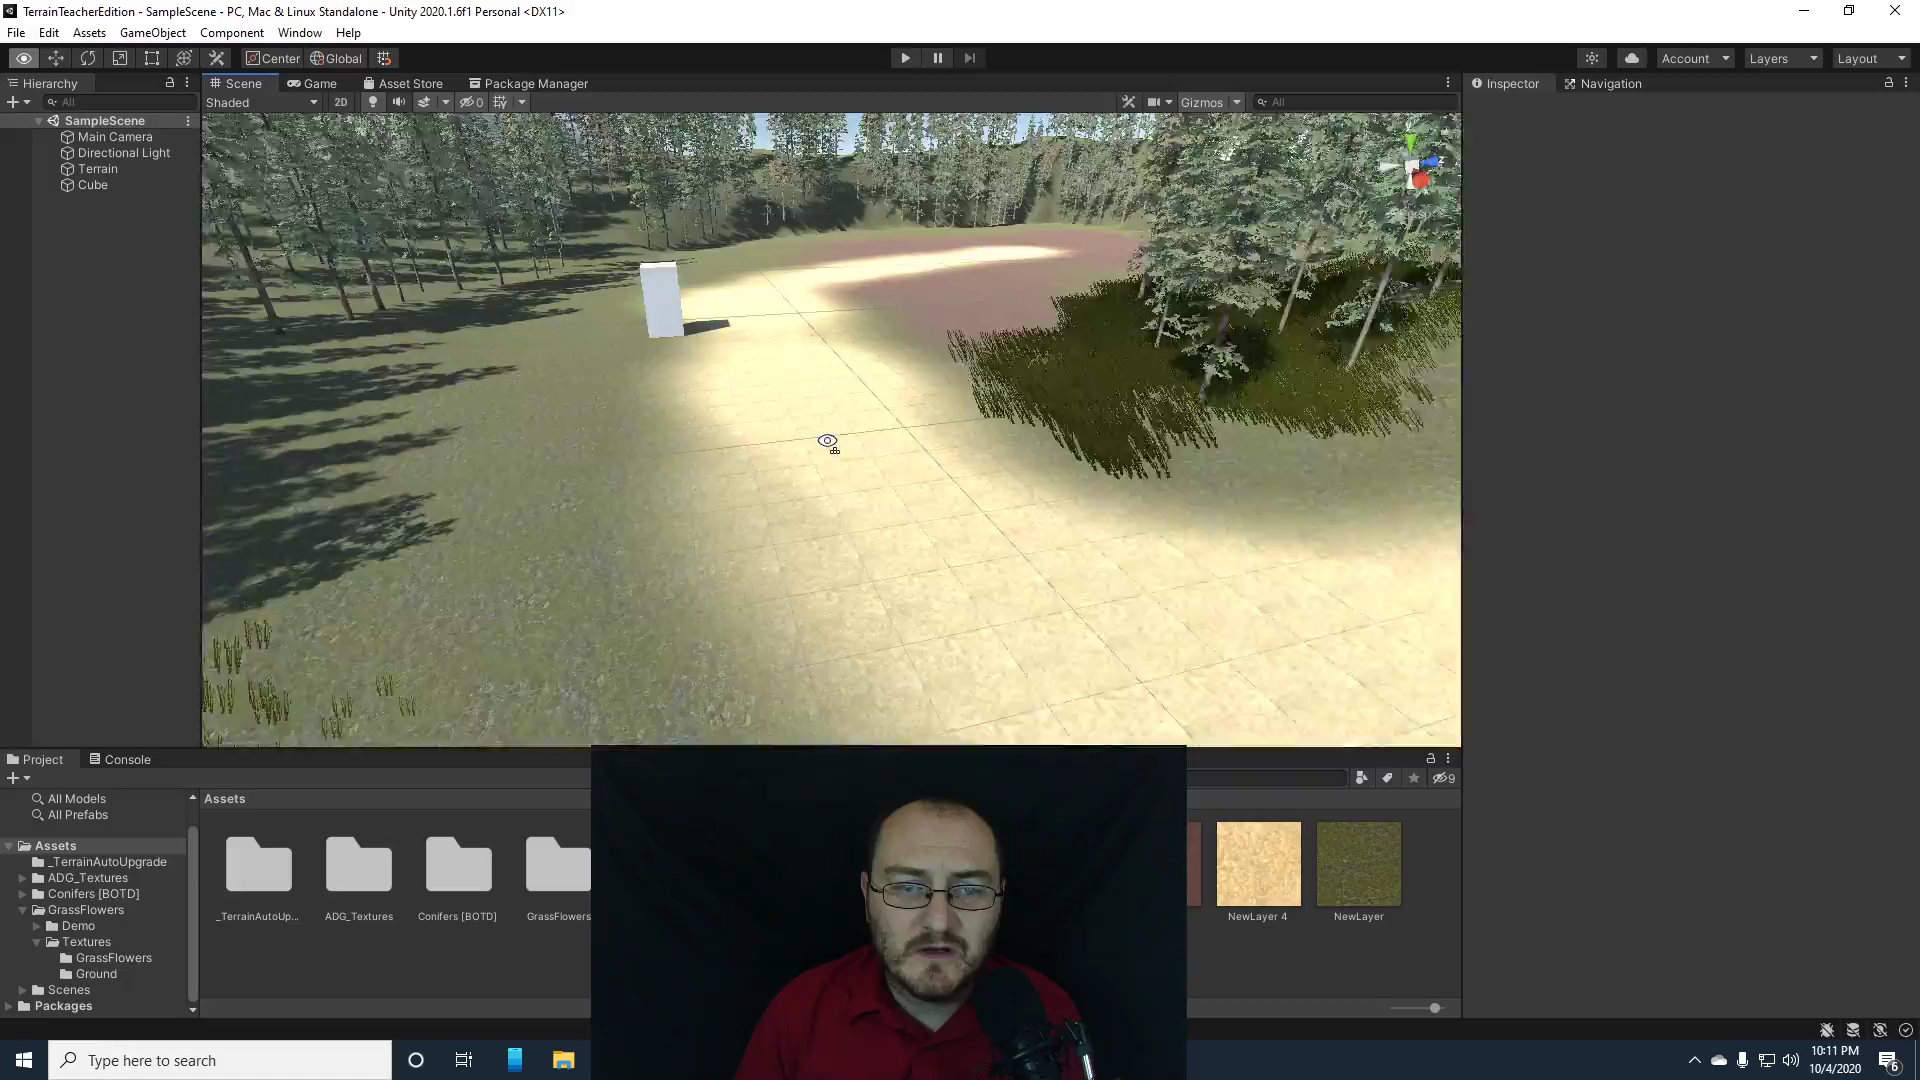 TerrainTeacherEdition - SampleScene - PC, Mac & Linux Standalone - Unity 2020.1.6f1 Personal <DX11>
File Edit Assets GameObject Component Window Help
Center Global Account Layers Layout
Hierarchy Scene Game Asset Store Package Manager Inspector Navigation
All Shaded 2D 0 Gizmos All
SampleScene
Main Camera
Directional Light
Terrain
Cube
Project Console
9
All Models
All Prefabs
Assets
_TerrainAutoUpgrade
ADG_Textures
Conifers [BOTD]
GrassFlowers
Demo
Textures
GrassFlowers
Ground
Scenes
Packages
Assets
_TerrainAutoUp... ADG_Textures Conifers [BOTD] GrassFlowers NewLayer 4 NewLayer
Type here to search
10:11 PM
10/4/2020
6